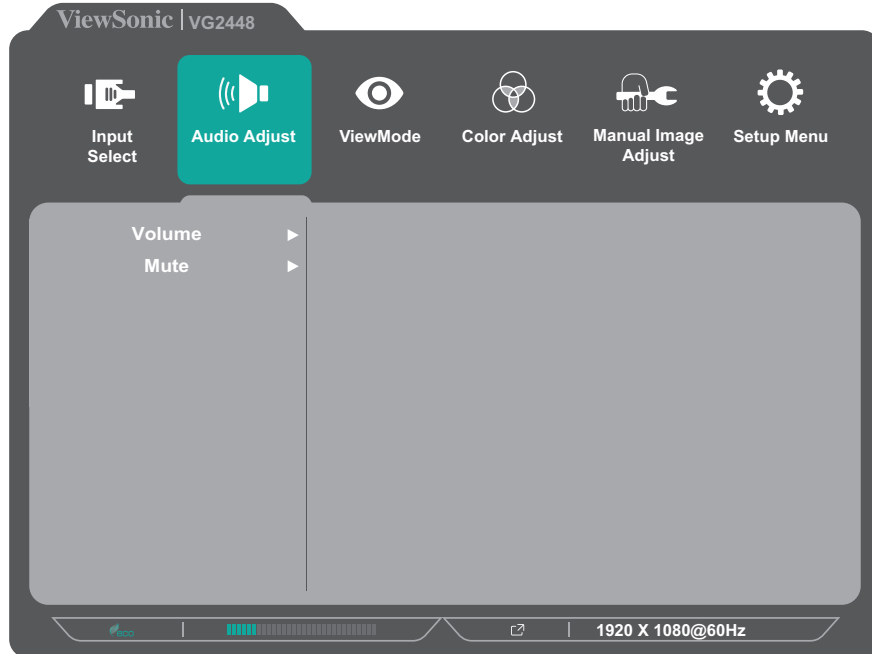 ViewSonic | VG2448
Input
Select
Audio Adjust
ViewMode
Color Adjust
Manual Image
Adjust
Setup Menu
Volume
Mute
eco
1920 X 1080@60Hz